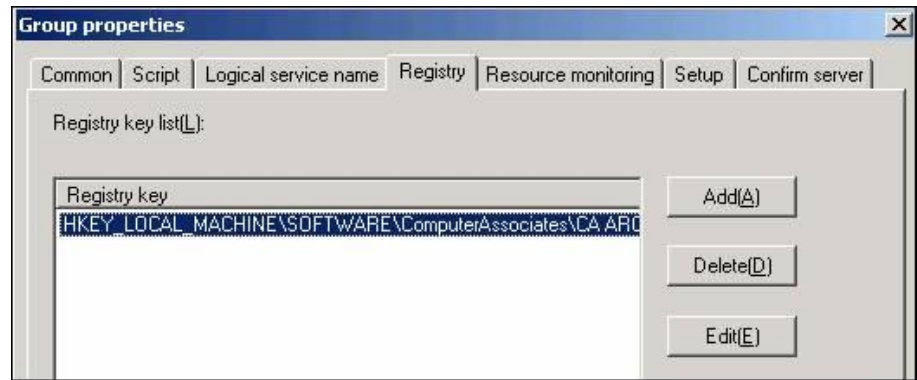 Group properties
Common Script Logical service name Registry Resource monitoring Setup Confirm server
Registry key list(L):
Registry key
Add(A)
HKEY_LOCAL_MACHINE\SOFTWARE\ComputerAssociates\CA ARC
Delete(D)
Edit(E)